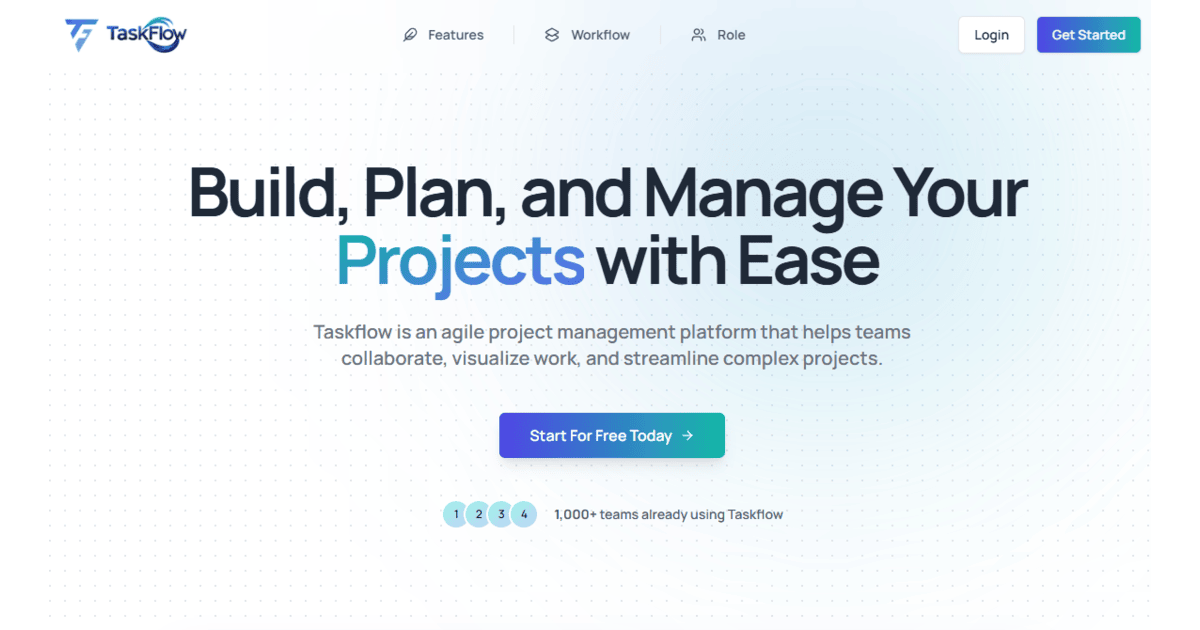 TaskFlow
Features
Workflow
Role
Login
Get Started
Build, Plan, and Manage Your
Projects with Ease
Taskflow is an agile project management platform that helps teams
collaborate, visualize work, and streamline complex projects.
Start For Free Today →
1 2 3 4 1,000+ teams already using Taskflow